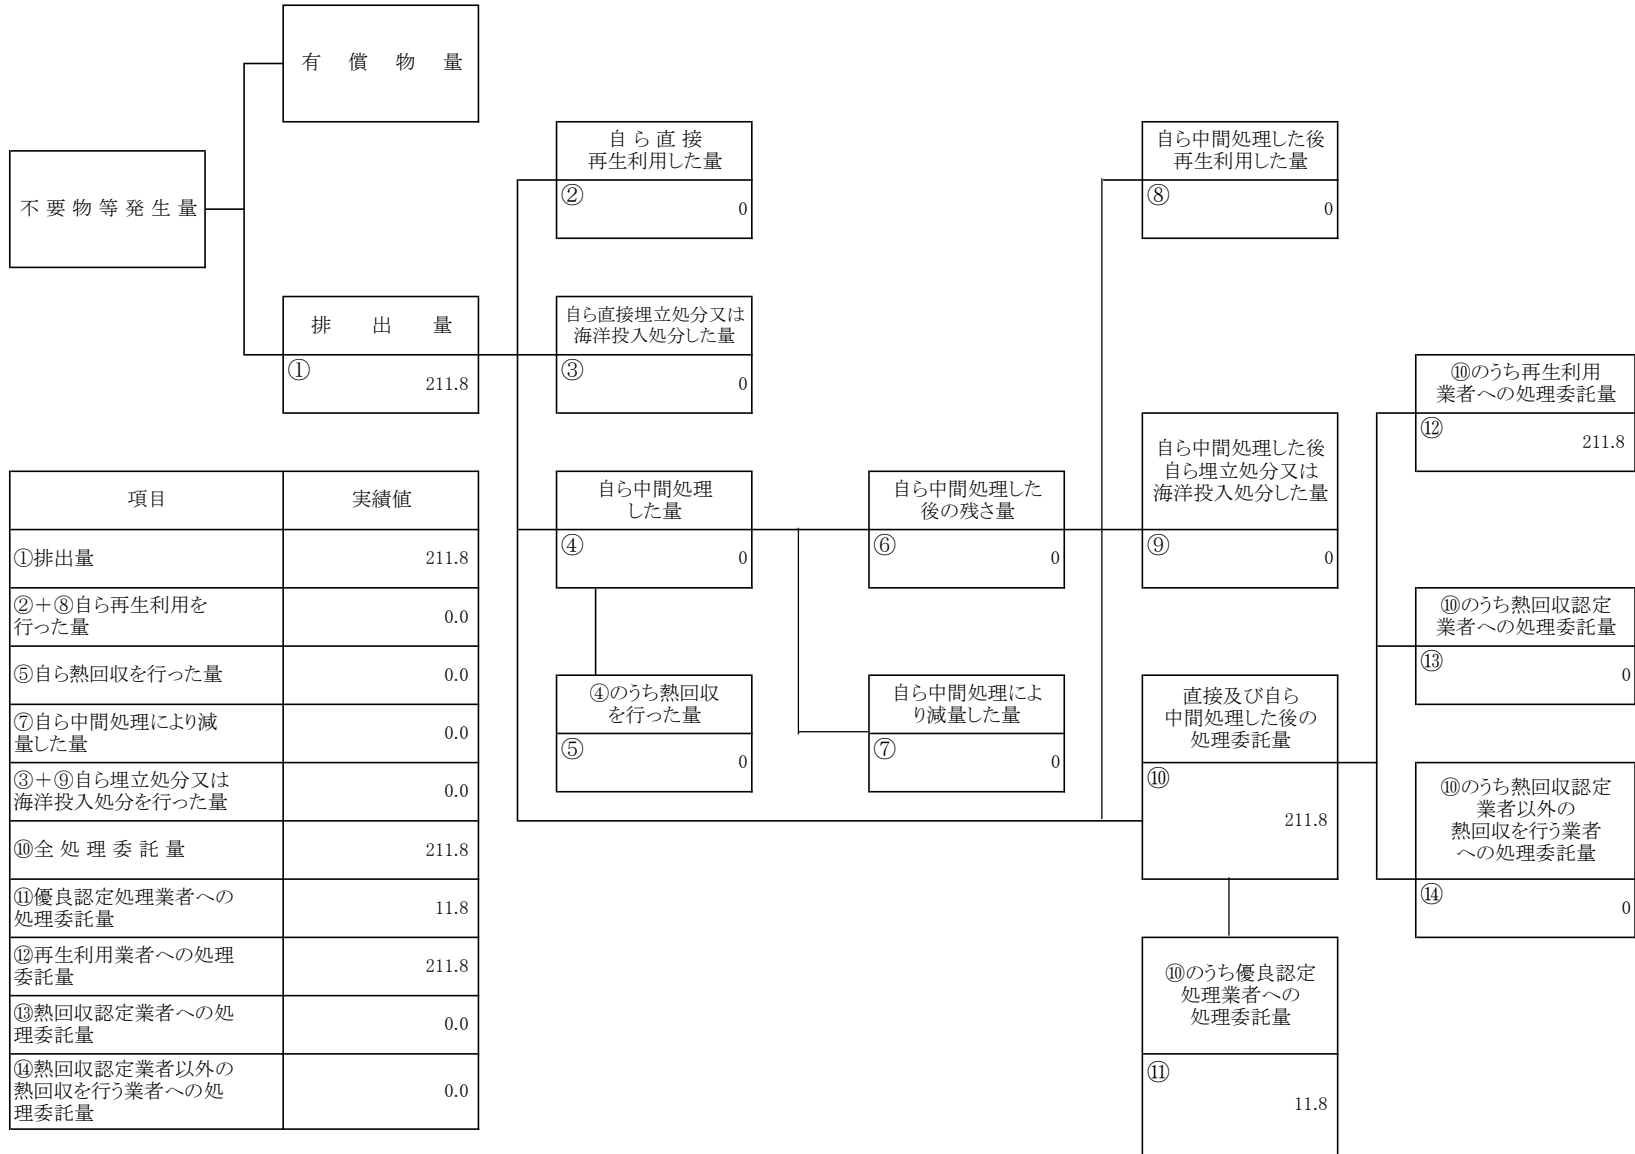 有償物量
不要物等発生量
排出量
①
211.8
自ら直接
再生利用した量
②
0
自ら直接埋立処分又は
海洋投入処分した量
③
0
自ら中間処理
した量
④
0
④のうち熱回収
を行った量
⑤
0
自ら中間処理した
後の残さ量
⑥
0
自ら中間処理によ
り減量した量
⑦
0
自ら中間処理した後
再生利用した量
⑧
0
自ら中間処理した後
自ら埋立処分又は
海洋投入処分した量
⑨
0
直接及び自ら
中間処理した後の
処理委託量
⑩
211.8
⑩のうち優良認定
処理業者への
処理委託量
⑪
11.8
⑩のうち再生利用
業者への処理委託量
⑫
211.8
⑩のうち熱回収認定
業者への処理委託量
⑬
0
⑩のうち熱回収認定
業者以外の
熱回収を行う業者
への処理委託量
⑭
0
項目 実績値
①排出量 211.8
②＋⑧自ら再生利用を
行った量 0.0
⑤自ら熱回収を行った量 0.0
⑦自ら中間処理により減
量した量 0.0
③＋⑨自ら埋立処分又は
海洋投入処分を行った量 0.0
⑩全処理委託量 211.8
⑪優良認定処理業者への
処理委託量 11.8
⑫再生利用業者への処理
委託量 211.8
⑬熱回収認定業者への処
理委託量 0.0
⑭熱回収認定業者以外の
熱回収を行う業者への処
理委託量 0.0